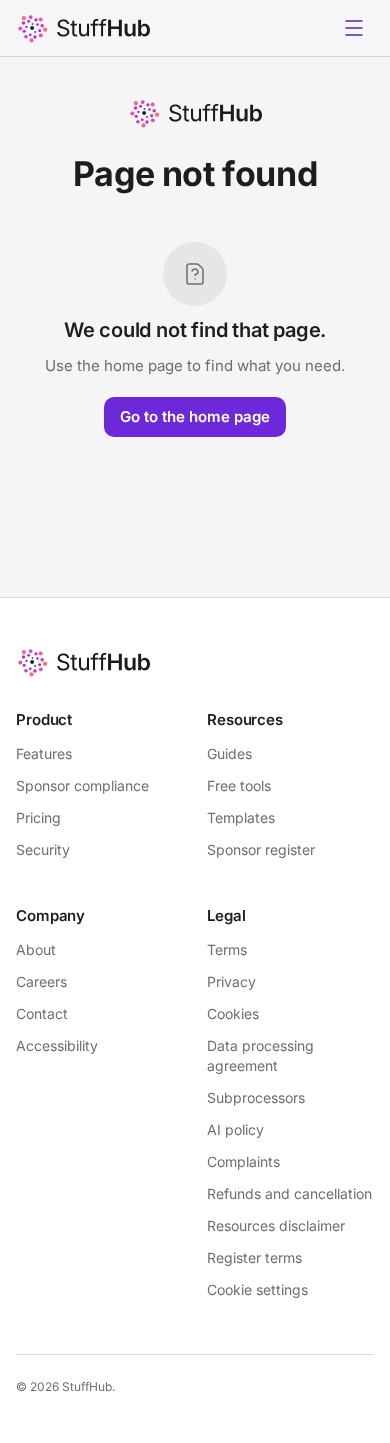 StuffHub
StuffHub
Page not found
We could not find that page.
Use the home page to find what you need.
Go to the home page
StuffHub
Product
Features
Sponsor compliance
Pricing
Security
Resources
Guides
Free tools
Templates
Sponsor register
Company
About
Careers
Contact
Accessibility
Legal
Terms
Privacy
Cookies
Data processing
agreement
Subprocessors
AI policy
Complaints
Refunds and cancellation
Resources disclaimer
Register terms
Cookie settings
© 2026 StuffHub.